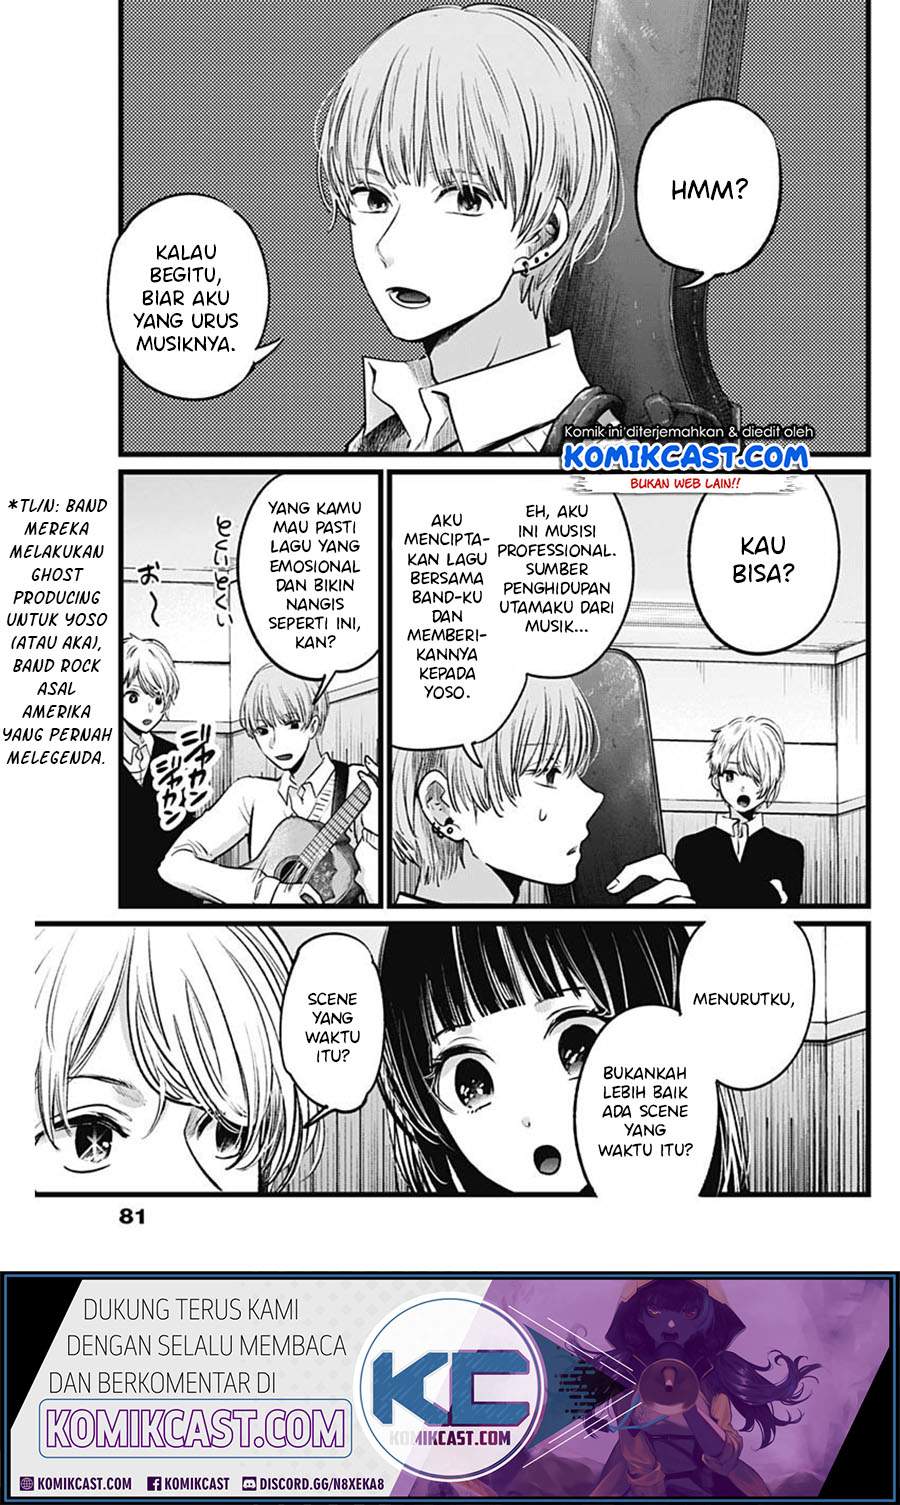 HMM?
KALAU
BEGITU,
BIAR AKU
YANG URUS
MUSIKNYA.
Komik ini diterjemahkan & diedit oleh
KOMIKCAST.COM
BUKAN WEB LAIN!!
KAU
BISA?
EH, AKU
INI MUSISI
PROFESSIONAL.
SUMBER
PENGHIDUPAN
UTAMAKU DARI
MUSIK...
AKU
MENCIPTA-
KAN LAGU
BERSAMA
BAND-KU
DAN
MEMBERI-
KANNYA
KEPADA
YOSO.
YANG KAMU
MAU PASTI
LAGU YANG
EMOSIONAL
DAN BIKIN
NANGIS
SEPERTI INI,
KAN?
お〜
ジャカン
ジャカン
*TL/N: BAND
MEREKA
MELAKUKAN
GHOST
PRODUCING
UNTUK YOSO
(ATAU AKA),
BAND ROCK
ASAL
AMERIKA
YANG PERNAH
MELEGENDA.
MENURUTKU,
BUKANKAH
LEBIH BAIK
ADA SCENE
YANG
WAKTU ITU?
SCENE
YANG
WAKTU
ITU?
81
DUKUNG TERUS KAMI
DENGAN SELALU MEMBACA
DAN BERKOMENTAR DI
KOMIKCAST.COM
KC
KOMIKCAST.COM
KOMIKCAST.COM
KOMIKCAST
DISCORD.GG/N8XEKA8